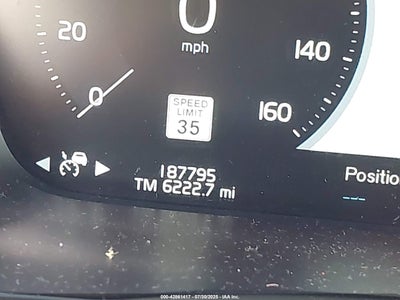 20
0
mph
140
0
SPEED
LIMIT
35
160
187795
TM 6222.7 mi
Positio
000-42861417 - 07/30/2025 - IAA Inc.